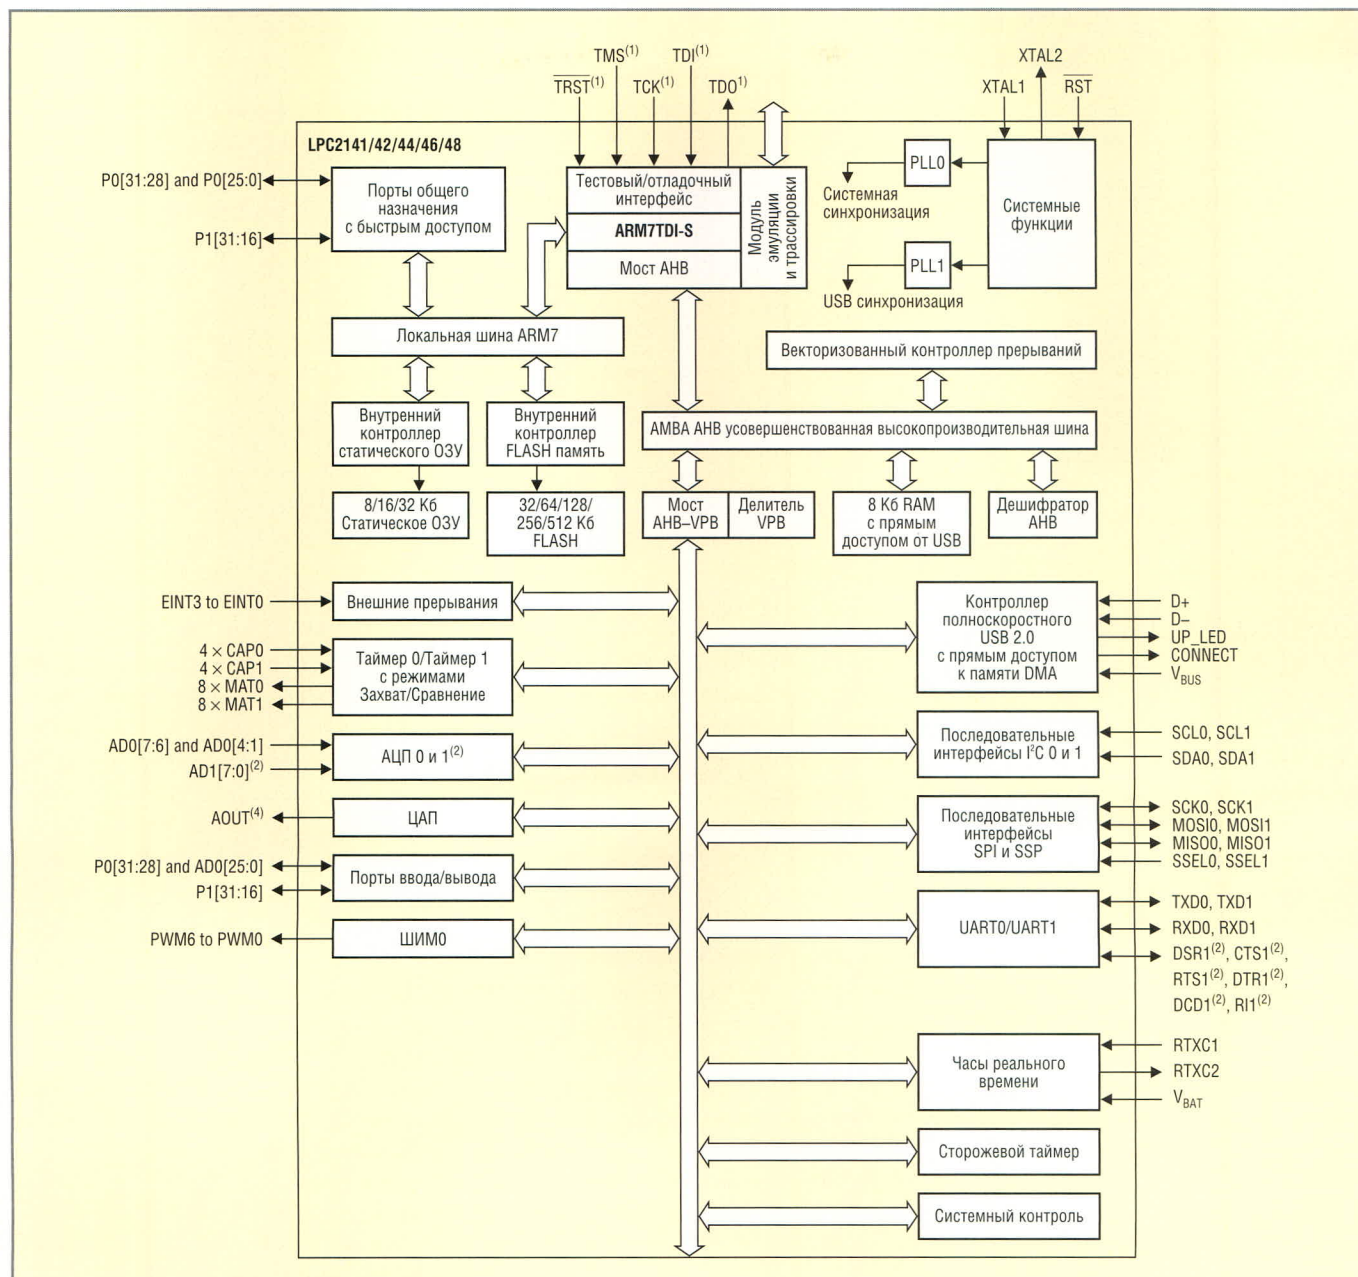 TMS(1)
TDI(1)
XTAL2
TRST(1)
TCK(1)
TDO1)
XTAL1
RST
LPC2141/42/44/46/48
P0[31:28] and P0[25:0]
P1[31:16]
Порты общего
назначения
с быстрым доступом
Тестовый/отладочный
интерфейс
ARM7TDI-S
Мост AHB
Модуль
эмуляции
и трассировки
PLL0
Системная
синхронизация
PLL1
USB синхронизация
Системные
функции
Локальная шина ARM7
Векторизованный контроллер прерываний
Внутренний
контроллер
статического ОЗУ
Внутренний
контроллер
FLASH память
AMBA AHB усовершенствованная высокопроизводительная шина
8/16/32 Кб
Статическое ОЗУ
32/64/128/
256/512 Кб
FLASH
Мост
AHB–VPB
Делитель
VPB
8 Кб RAM
с прямым
доступом от USB
Дешифратор
AHB
EINT3 to EINT0
Внешние прерывания
4 × CAP0
4 × CAP1
8 × MAT0
8 × MAT1
Таймер 0/Таймер 1
с режимами
Захват/Сравнение
AD0[7:6] and AD0[4:1]
AD1[7:0](2)
АЦП 0 и 1(2)
AOUT(4)
ЦАП
P0[31:28] and AD0[25:0]
P1[31:16]
Порты ввода/вывода
PWM6 to PWM0
ШИМ0
Контроллер
полноскоростного
USB 2.0
с прямым доступом
к памяти DMA
D+
D–
UP_LED
CONNECT
VBUS
Последовательные
интерфейсы I2C 0 и 1
SCL0, SCL1
SDA0, SDA1
Последовательные
интерфейсы
SPI и SSP
SCK0, SCK1
MOSI0, MOSI1
MISO0, MISO1
SSEL0, SSEL1
UART0/UART1
TXD0, TXD1
RXD0, RXD1
DSR1(2), CTS1(2),
RTS1(2), DTR1(2),
DCD1(2), RI1(2)
Часы реального
времени
RTXC1
RTXC2
VBAT
Сторожевой таймер
Системный контроль